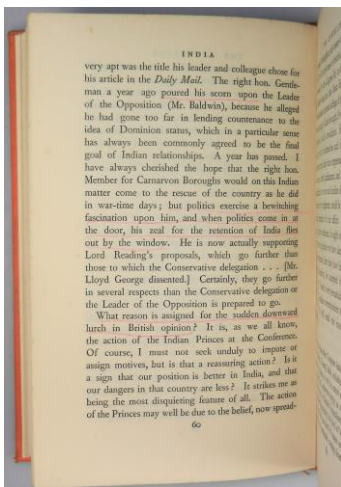 INDIA
very apt was the title his leader and colleague chose for
his article in the Daily Mail. The right hon. Gentle-
man a year ago poured his scorn upon the Leader
of the Opposition (Mr. Baldwin), because he alleged
he had gone too far in lending countenance to the
idea of Dominion status, which in a particular sense
has always been commonly agreed to be the final
goal of Indian relationships. A year has passed. I
have always cherished the hope that the right hon.
Member for Carnarvon Boroughs would on this Indian
matter come to the rescue of the country as he did
in war-time days; but politics exercise a bewitching
fascination upon him, and when politics come in at
the door, his zeal for the retention of India flies
out by the window. He is now actually supporting
Lord Reading's proposals, which go further than
those to which the Conservative delegation . . . [Mr.
Lloyd George dissented.] Certainly, they go further
in several respects than the Conservative delegation or
the Leader of the Opposition is prepared to go.
What reason is assigned for the sudden downward
lurch in British opinion? It is, as we all know,
the action of the Indian Princes at the Conference.
Of course, I must not seek unduly to impute or
assign motives, but is that a reassuring action? Is it
a sign that our position is better in India, and that
our dangers in that country are less? It strikes me as
being the most disquieting feature of all. The action
of the Princes may well be due to the belief, now spread-
60